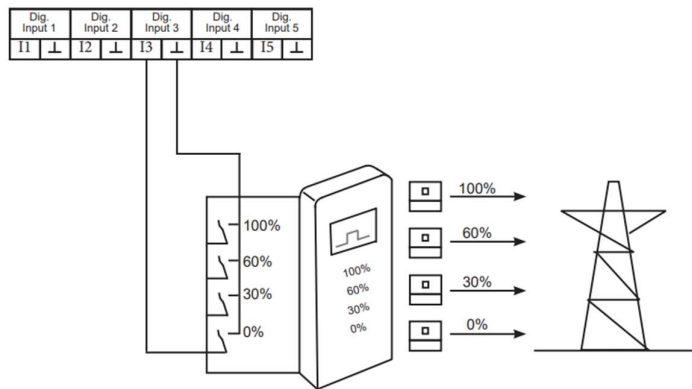 Dig. Input 1
Dig. Input 2
Dig. Input 3
Dig. Input 4
Dig. Input 5
I1 ⊥ I2 ⊥ I3 ⊥ I4 ⊥ I5 ⊥
100%
60%
30%
0%
100%
60%
30%
0%
100%
60%
30%
0%